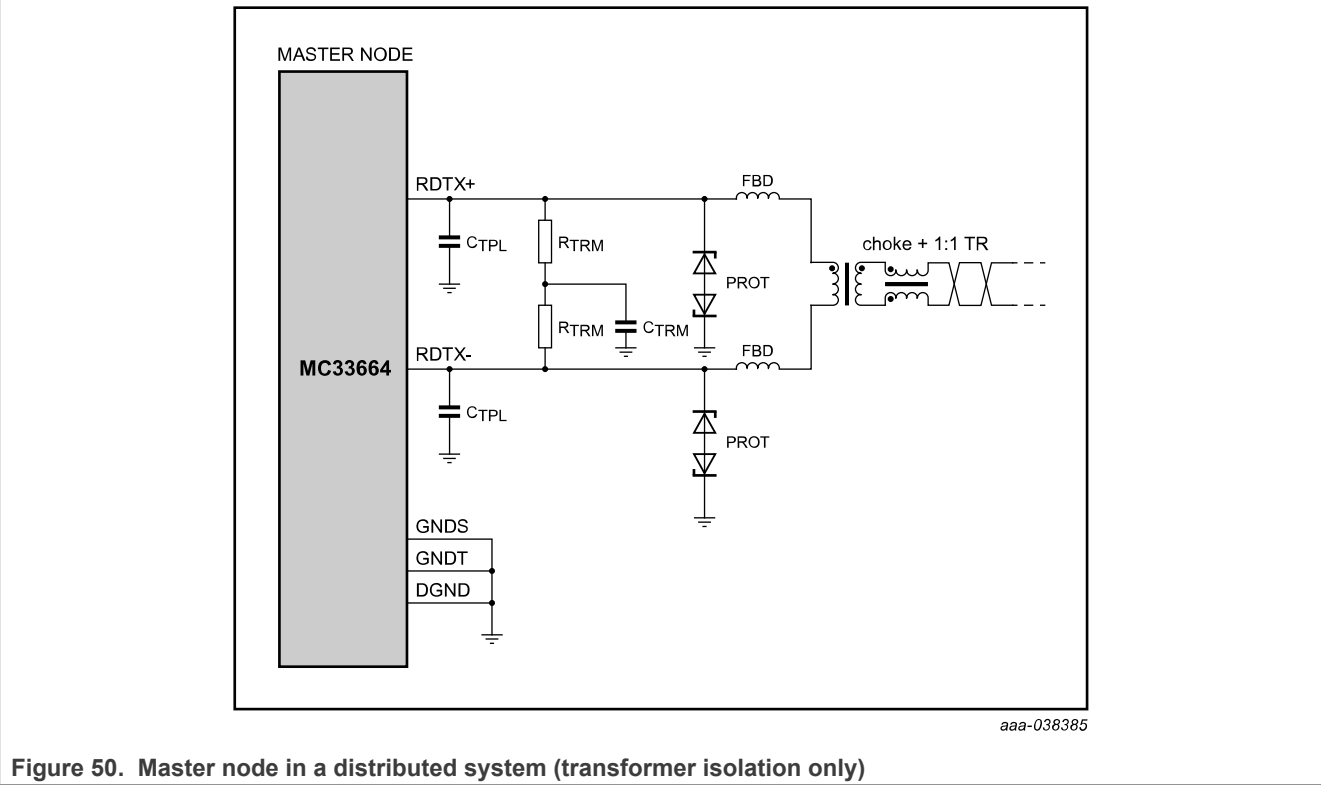 MASTER NODE
RDTX+
FBD
CTPL
RTRM
choke + 1:1 TR
PROT
RTRM
CTRM
RDTX-
FBD
MC33664
CTPL
PROT
GNDS
GNDT
DGND
aaa-038385
Figure 50. Master node in a distributed system (transformer isolation only)